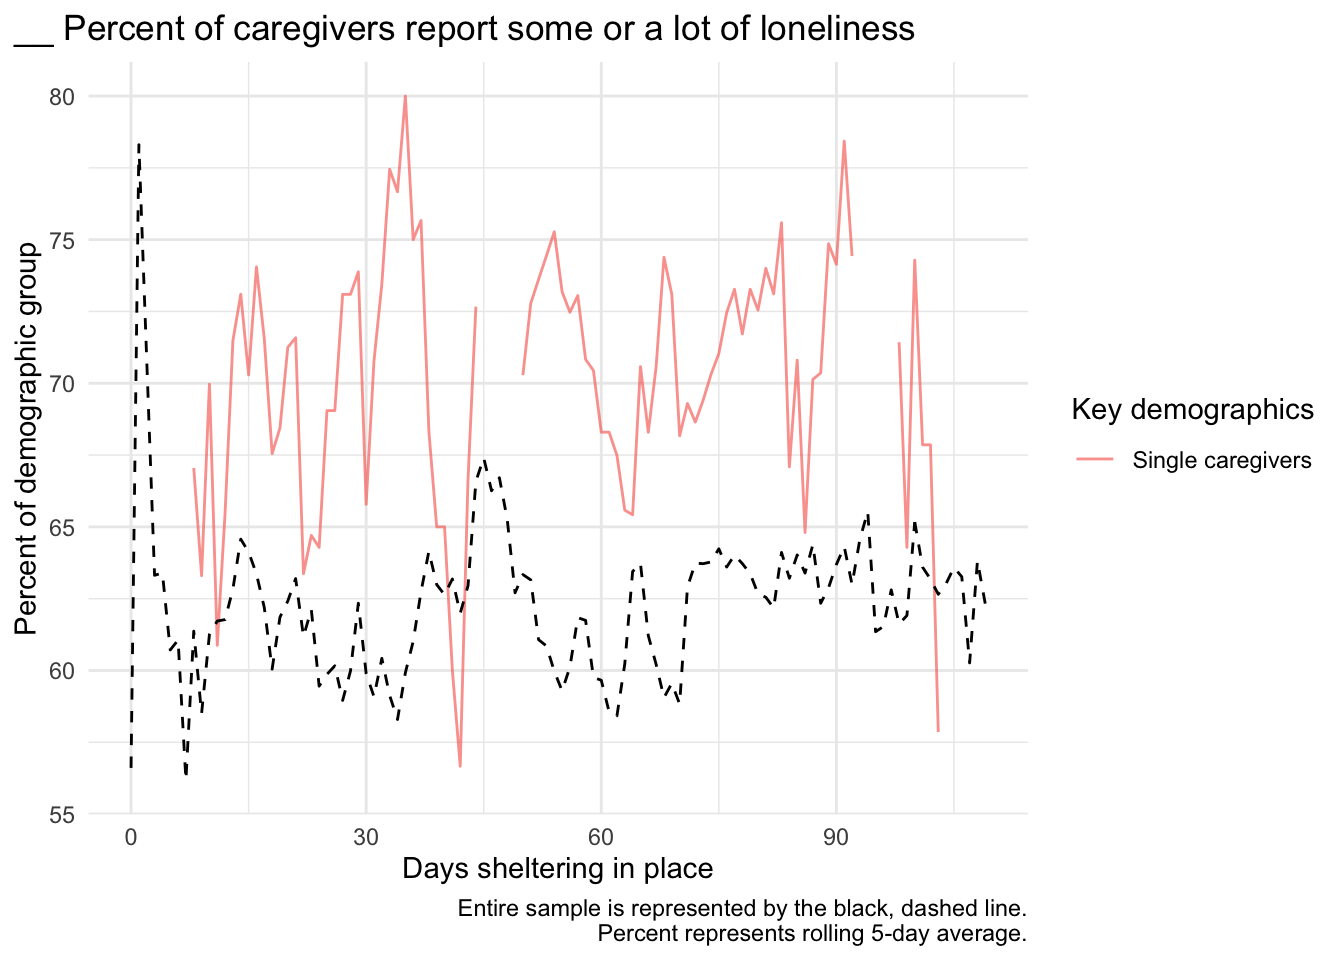 __ Percent of caregivers report some or a lot of loneliness
Percent of demographic group
80
75
70
65
60
55
0
30
60
90
Days sheltering in place
Key demographics
Single caregivers
Entire sample is represented by the black, dashed line.
Percent represents rolling 5-day average.